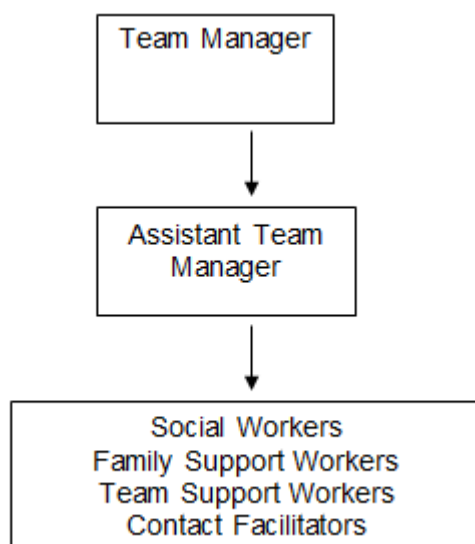 Team Manager
Assistant Team
Manager
Social Workers
Family Support Workers
Team Support Workers
Contact Facilitators